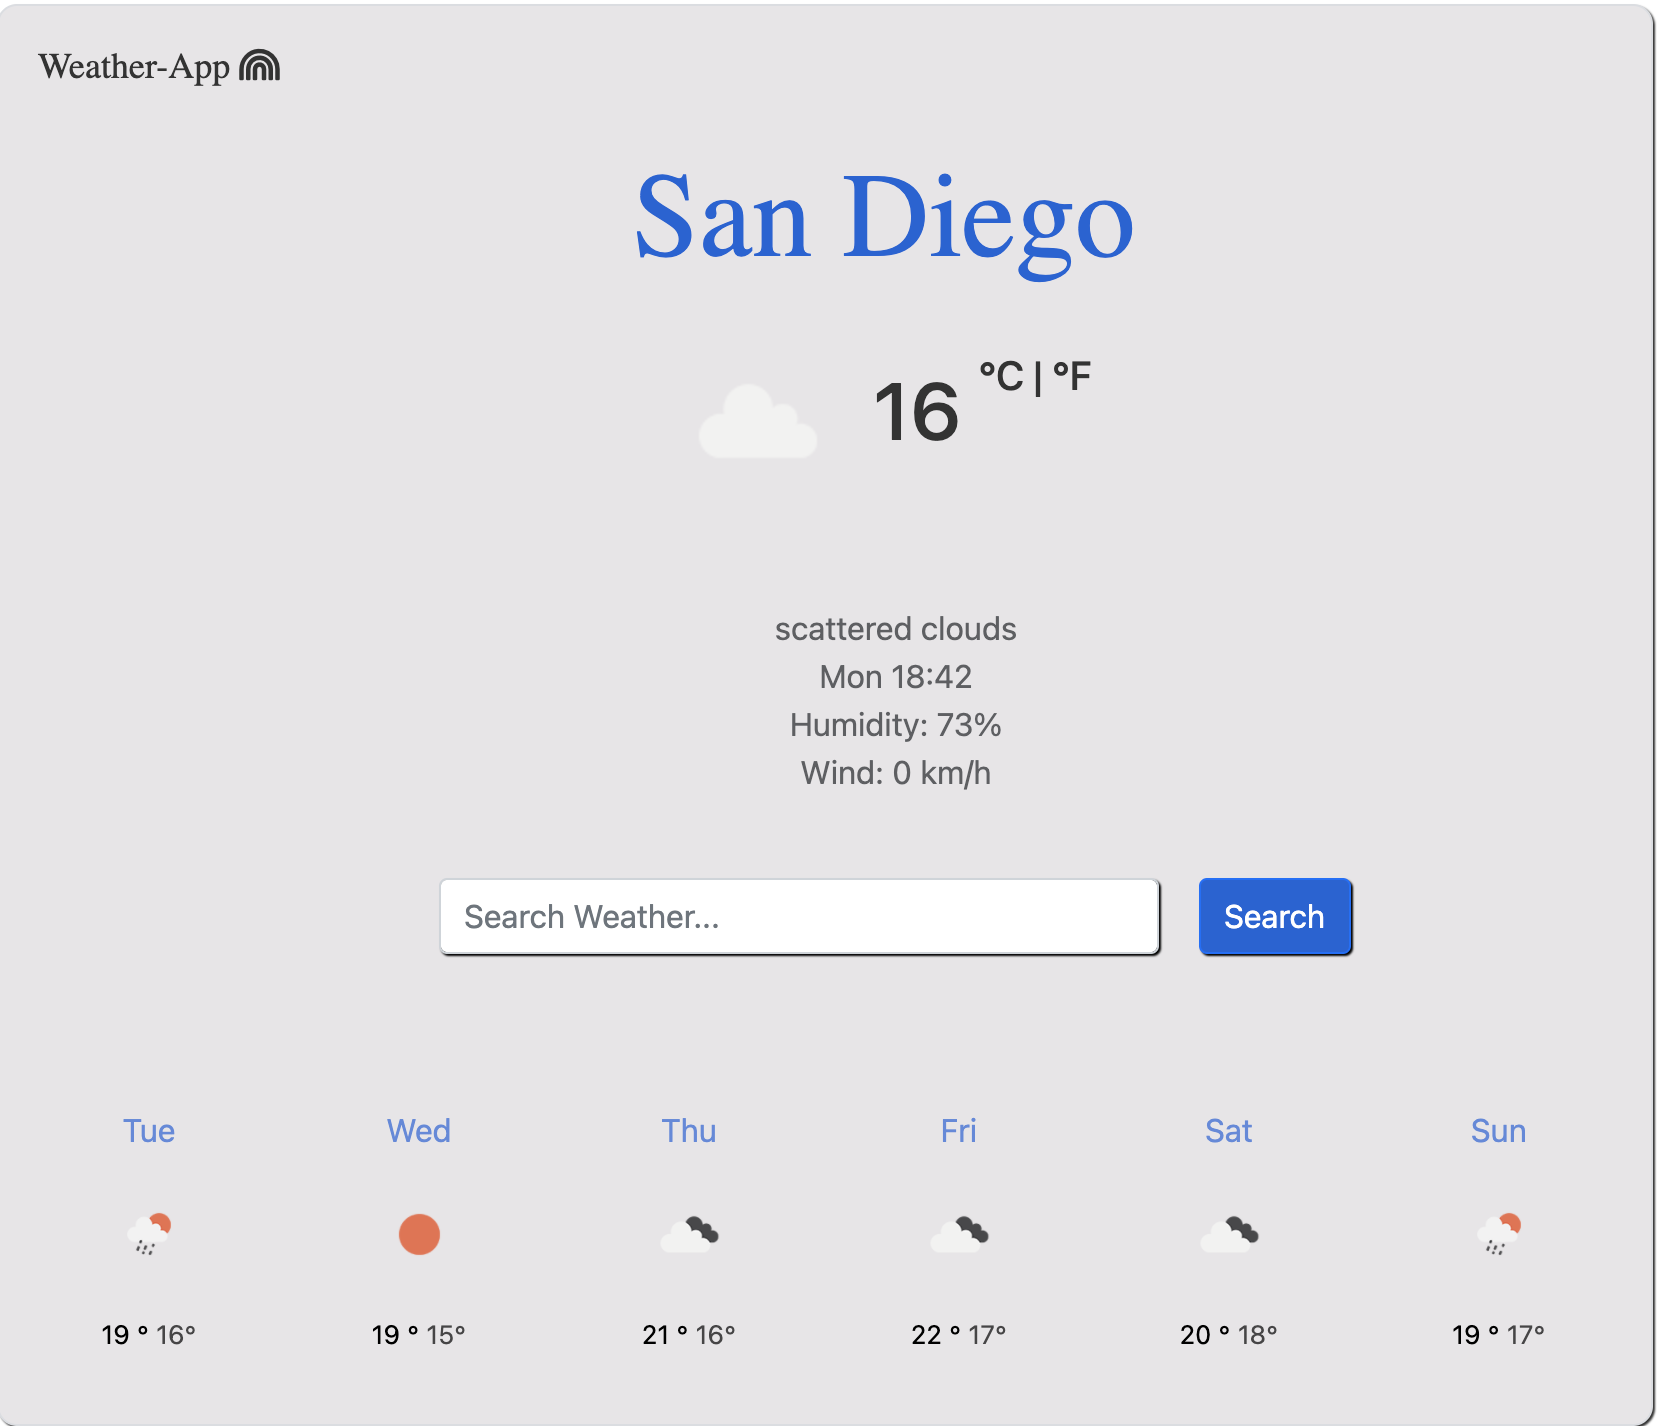 Weather-App
San Diego
16 °C | °F
scattered clouds
Mon 18:42
Humidity: 73%
Wind: 0 km/h
Search Weather... Search
Tue Wed Thu Fri Sat Sun
19 ° 16° 19 ° 15° 21 ° 16° 22 ° 17° 20 ° 18° 19 ° 17°